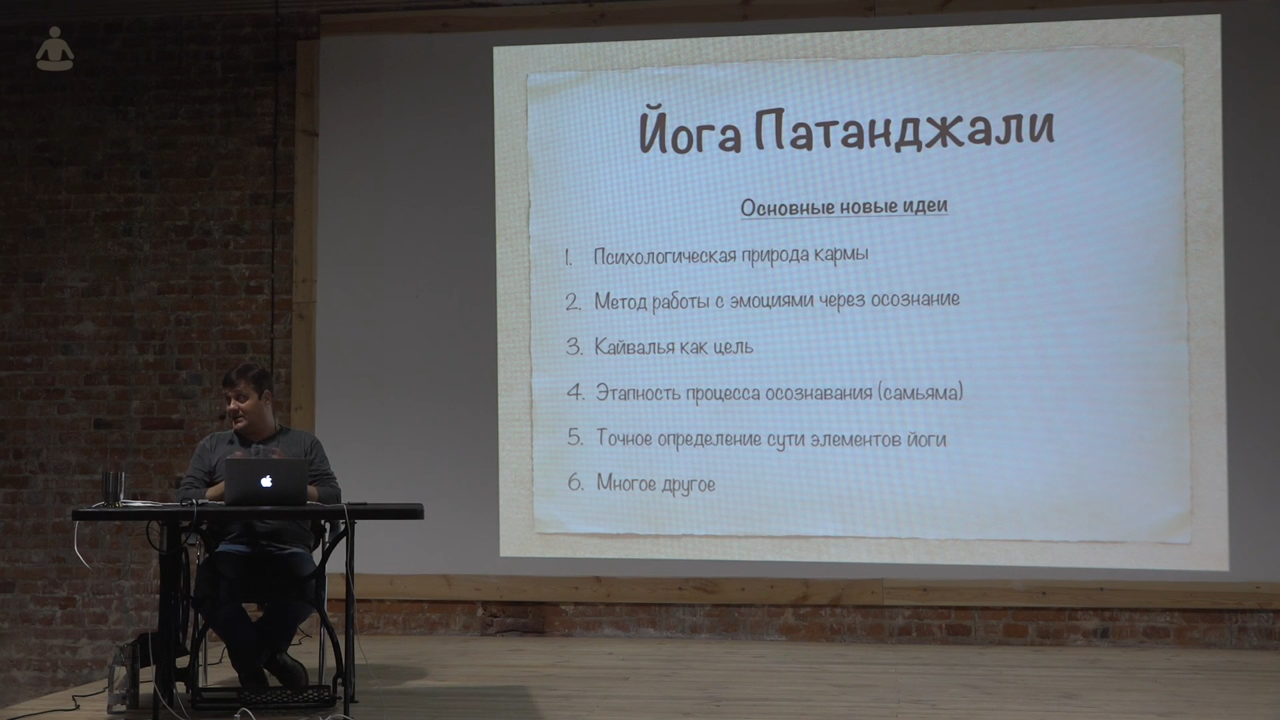 Йога Патанджали
Основные новые идеи
1. Психологическая природа кармы
2. Метод работы с эмоциями через осознание
3. Кайвалья как цель
4. Этапность процесса осознавания (самьяма)
5. Точное определение сути элементов йоги
6. Многое другое